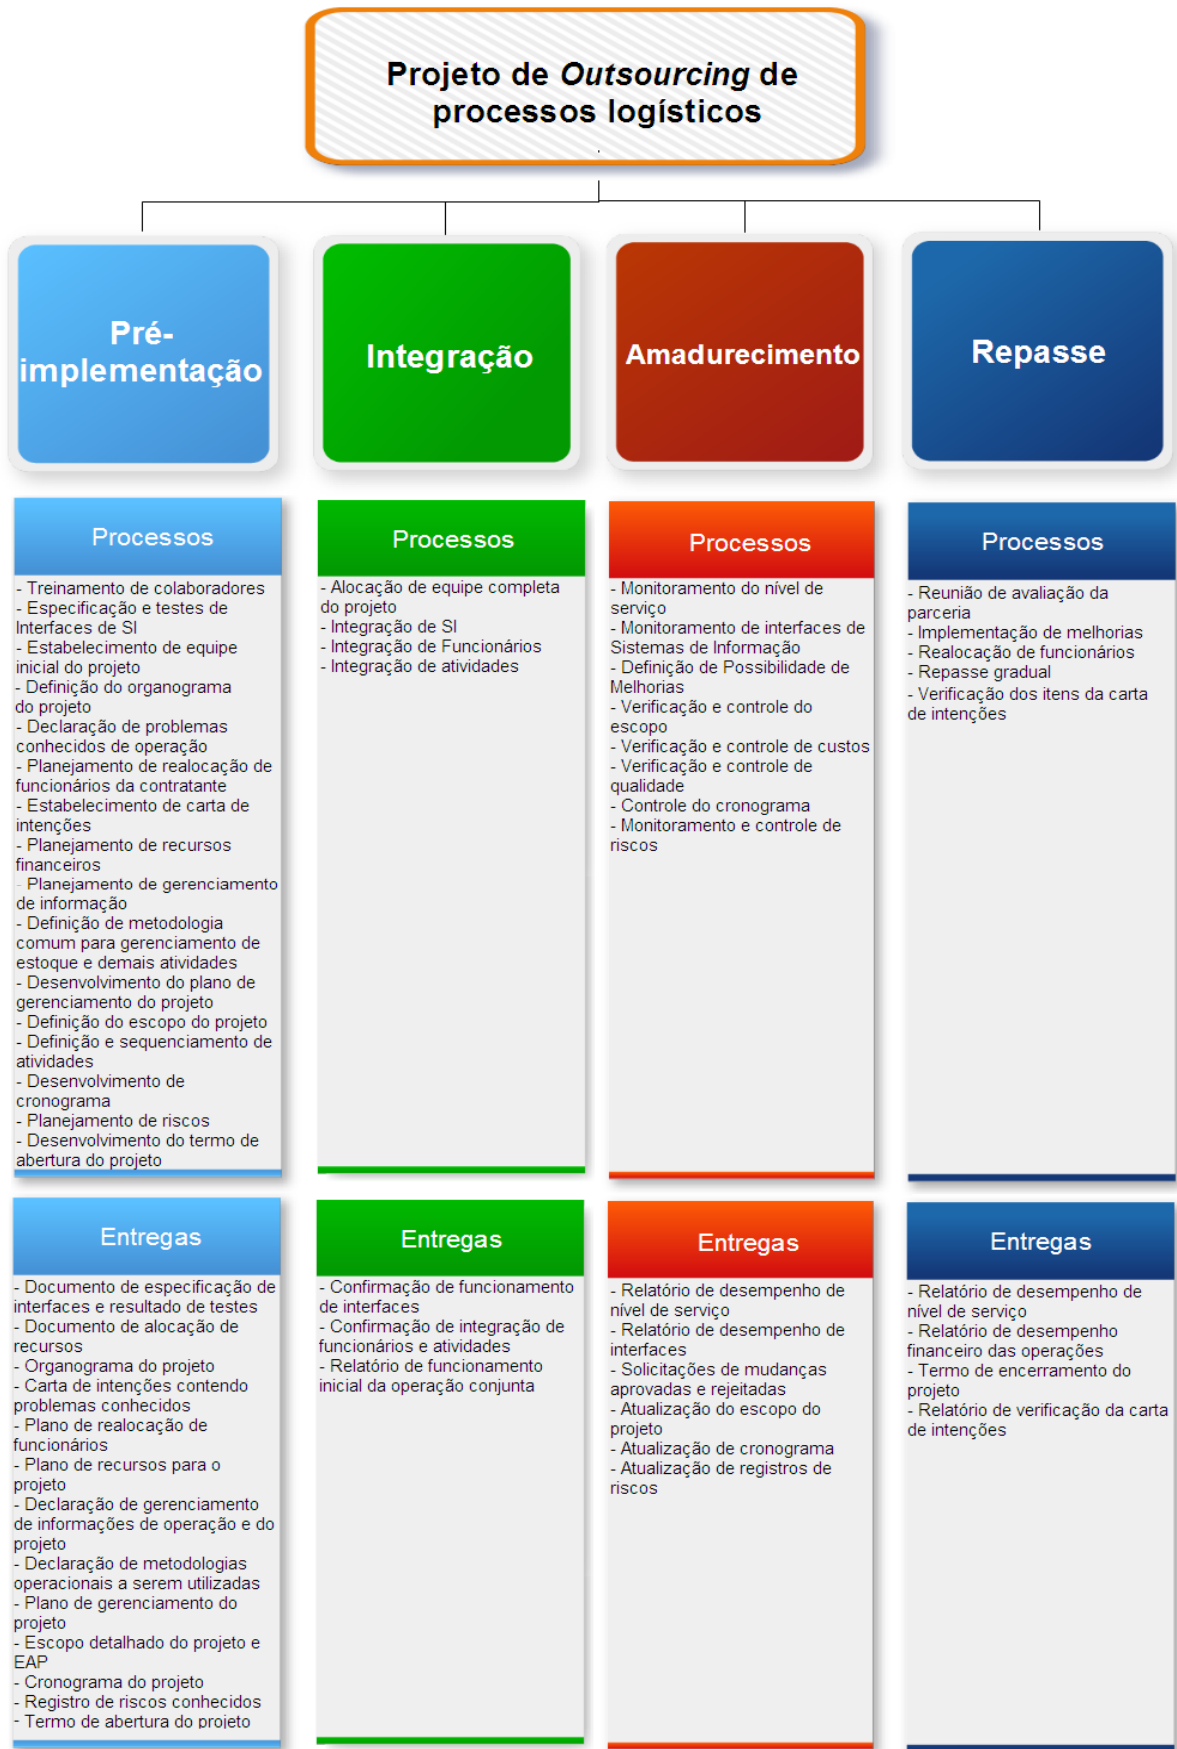 Projeto de Outsourcing de
processos logísticos
Pré-
implementação
Integração
Amadurecimento
Repasse
Processos
- Treinamento de colaboradores
- Especificação e testes de
Interfaces de SI
- Estabelecimento de equipe
inicial do projeto
- Definição do organograma
do projeto
- Declaração de problemas
conhecidos de operação
- Planejamento de realocação de
funcionários da contratante
- Estabelecimento de carta de
intenções
- Planejamento de recursos
financeiros
- Planejamento de gerenciamento
de informação
- Definição de metodologia
comum para gerenciamento de
estoque e demais atividades
- Desenvolvimento do plano de
gerenciamento do projeto
- Definição do escopo do projeto
- Definição e sequenciamento de
atividades
- Desenvolvimento de
cronograma
- Planejamento de riscos
- Desenvolvimento do termo de
abertura do projeto
Processos
- Alocação de equipe completa
do projeto
- Integração de SI
- Integração de Funcionários
- Integração de atividades
Processos
- Monitoramento do nível de
serviço
- Monitoramento de interfaces de
Sistemas de Informação
- Definição de Possibilidade de
Melhorias
- Verificação e controle do
escopo
- Verificação e controle de custos
- Verificação e controle de
qualidade
- Controle do cronograma
- Monitoramento e controle de
riscos
Processos
- Reunião de avaliação da
parceria
- Implementação de melhorias
- Realocação de funcionários
- Repasse gradual
- Verificação dos itens da carta
de intenções
Entregas
- Documento de especificação de
interfaces e resultado de testes
- Documento de alocação de
recursos
- Organograma do projeto
- Carta de intenções contendo
problemas conhecidos
- Plano de realocação de
funcionários
- Plano de recursos para o
projeto
- Declaração de gerenciamento
de informações de operação e do
projeto
- Declaração de metodologias
operacionais a serem utilizadas
- Plano de gerenciamento do
projeto
- Escopo detalhado do projeto e
EAP
- Cronograma do projeto
- Registro de riscos conhecidos
- Termo de abertura do projeto
Entregas
- Confirmação de funcionamento
de interfaces
- Confirmação de integração de
funcionários e atividades
- Relatório de funcionamento
inicial da operação conjunta
Entregas
- Relatório de desempenho de
nível de serviço
- Relatório de desempenho de
interfaces
- Solicitações de mudanças
aprovadas e rejeitadas
- Atualização do escopo do
projeto
- Atualização de cronograma
- Atualização de registros de
riscos
Entregas
- Relatório de desempenho de
nível de serviço
- Relatório de desempenho
financeiro das operações
- Termo de encerramento do
projeto
- Relatório de verificação da carta
de intenções